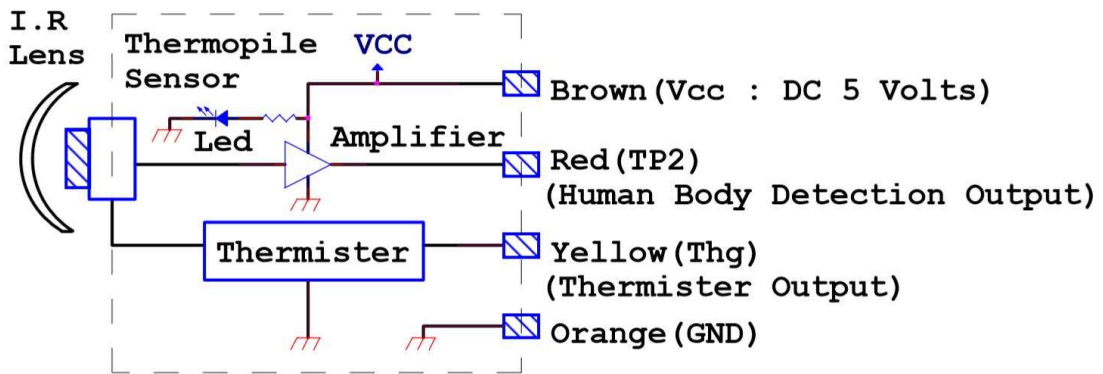 I.R
Lens
Thermopile
Sensor
VCC
Led
Amplifier
Thermister
Brown(Vcc : DC 5 Volts)
Red(TP2)
(Human Body Detection Output)
Yellow(Thg)
(Thermister Output)
Orange(GND)